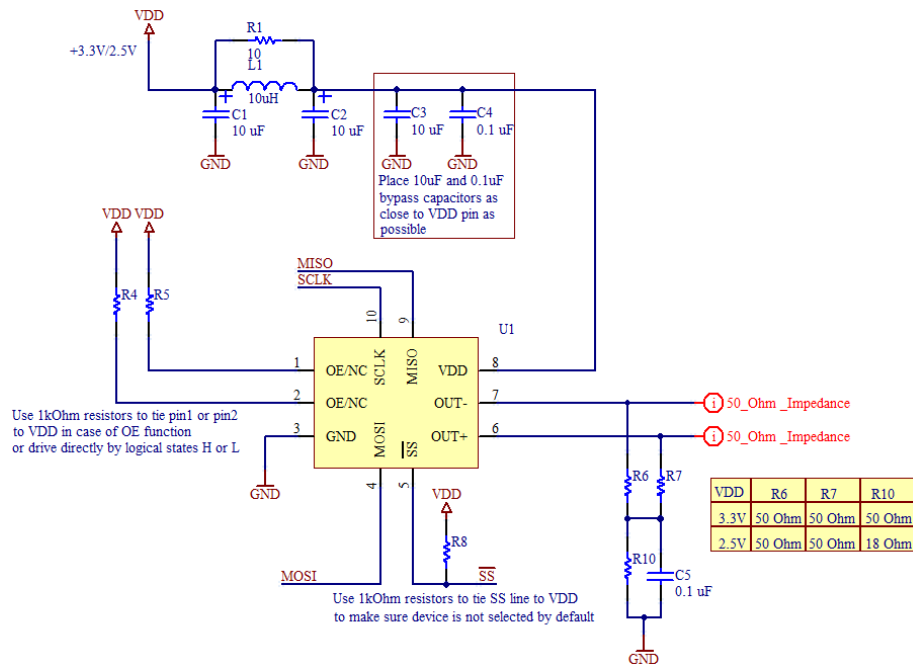 VDD
+3.3V/2.5V
R1
10
L1
10uH
C1
10 uF
GND
C2
10 uF
GND
C3
10 uF
GND
C4
0.1 uF
GND
Place 10uF and 0.1uF
bypass capacitors as
close to VDD pin as
possible
VDD VDD
R4 R5
MISO
SCLK
10 9
U1
1 OE/NC SCLK MISO VDD 8
2 OE/NC OUT- 7
3 GND MOSI SS OUT+ 6
4 5
GND
50_Ohm _Impedance
50_Ohm _Impedance
Use 1kOhm resistors to tie pin1 or pin2
to VDD in case of OE function
or drive directly by logical states H or L
VDD
R8
MOSI
SS
Use 1kOhm resistors to tie SS line to VDD
to make sure device is not selected by default
R6 R7
R10
C5
0.1 uF
GND
VDD R6 R7 R10
3.3V 50 Ohm 50 Ohm 50 Ohm
2.5V 50 Ohm 50 Ohm 18 Ohm